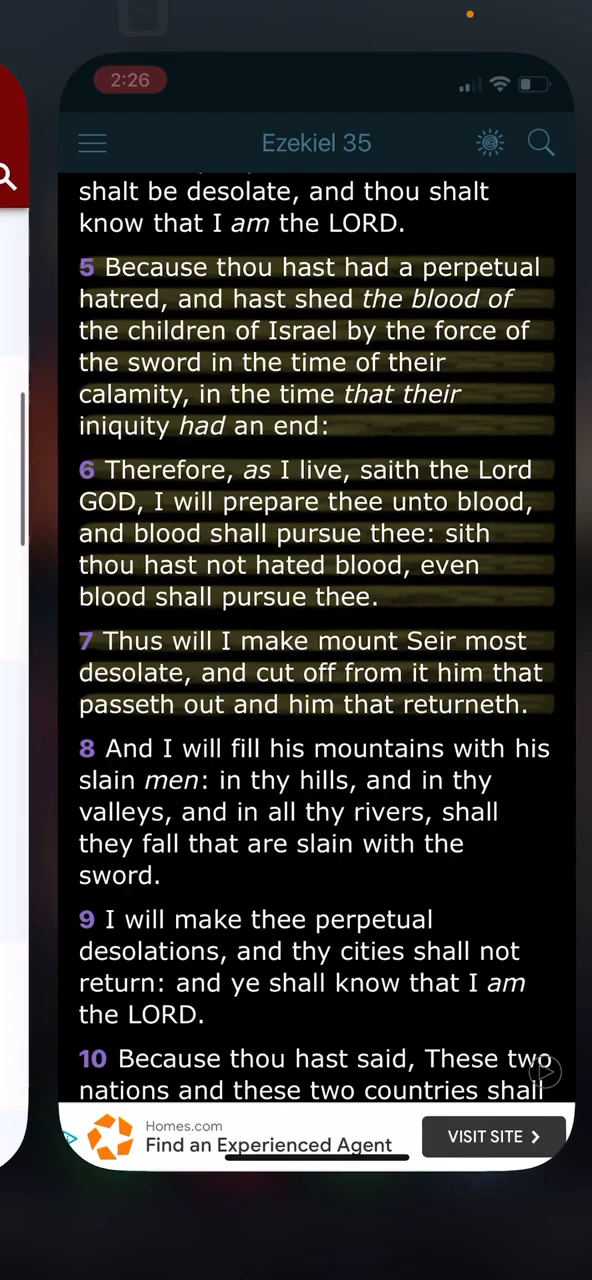 2:26
Ezekiel 35
shalt be desolate, and thou shalt
know that I am the LORD.
5 Because thou hast had a perpetual
hatred, and hast shed the blood of
the children of Israel by the force of
the sword in the time of their
calamity, in the time that their
iniquity had an end:
6 Therefore, as I live, saith the Lord
GOD, I will prepare thee unto blood,
and blood shall pursue thee: sith
thou hast not hated blood, even
blood shall pursue thee.
7 Thus will I make mount Seir most
desolate, and cut off from it him that
passeth out and him that returneth.
8 And I will fill his mountains with his
slain men: in thy hills, and in thy
valleys, and in all thy rivers, shall
they fall that are slain with the
sword.
9 I will make thee perpetual
desolations, and thy cities shall not
return: and ye shall know that I am
the LORD.
10 Because thou hast said, These two
nations and these two countries shall
Homes.com
Find an Experienced Agent
VISIT SITE